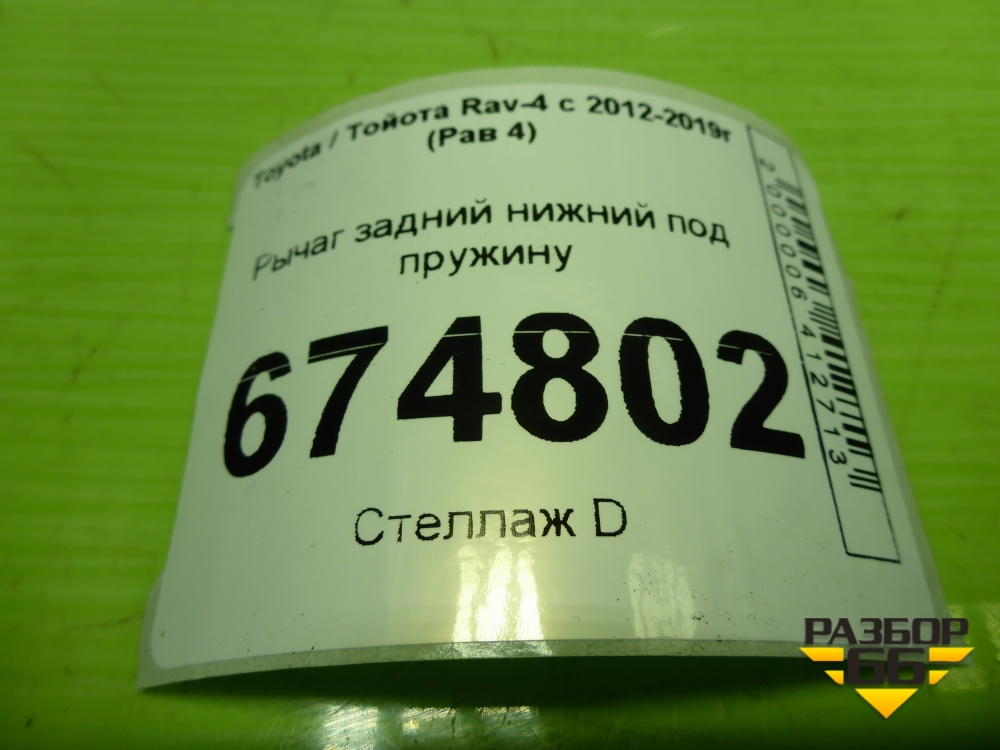 Toyota / Тойота Rav-4 с 2012-2019г
(Рав 4)
Рычаг задний нижний под
пружину
674802
Стеллаж D
2000006412713
РАЗБОР
66